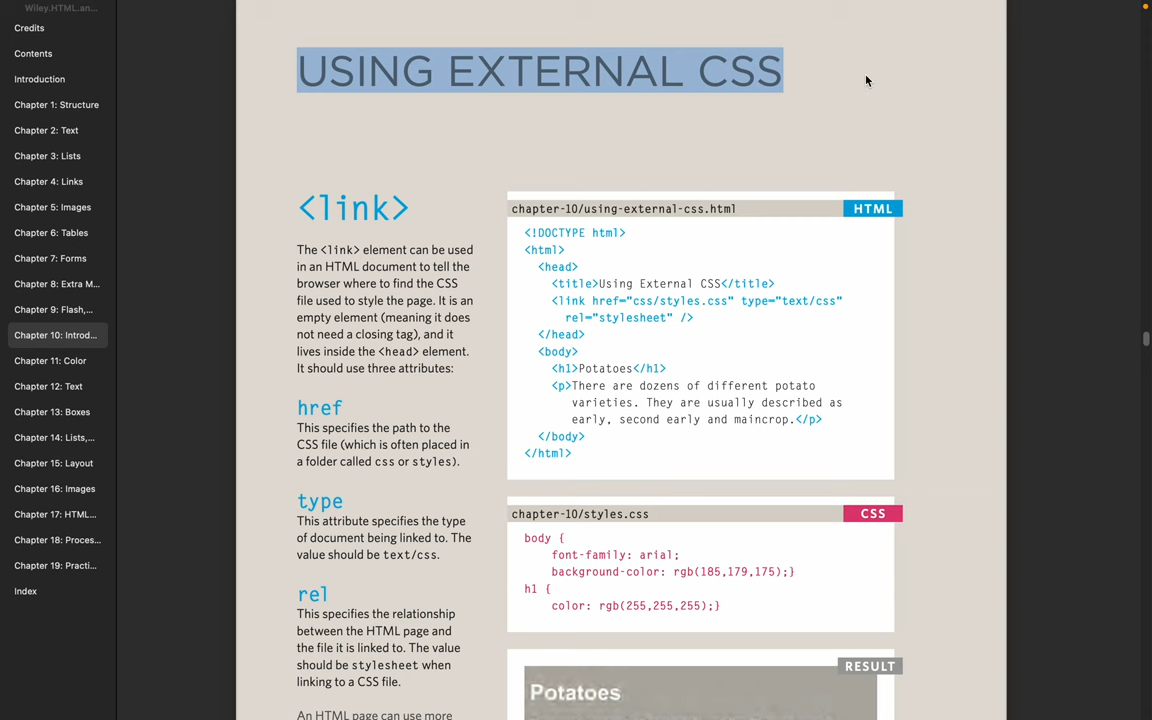 Wiley.HTML.an...
Credits
Contents
Introduction
Chapter 1: Structure
Chapter 2: Text
Chapter 3: Lists
Chapter 4: Links
Chapter 5: Images
Chapter 6: Tables
Chapter 7: Forms
Chapter 8: Extra M...
Chapter 9: Flash,...
Chapter 10: Introd...
Chapter 11: Color
Chapter 12: Text
Chapter 13: Boxes
Chapter 14: Lists,...
Chapter 15: Layout
Chapter 16: Images
Chapter 17: HTML...
Chapter 18: Proces...
Chapter 19: Practi...
Index
USING EXTERNAL CSS
<link>
The <link> element can be used
in an HTML document to tell the
browser where to find the CSS
file used to style the page. It is an
empty element (meaning it does
not need a closing tag), and it
lives inside the <head> element.
It should use three attributes:
href
This specifies the path to the
CSS file (which is often placed in
a folder called css or styles).
type
This attribute specifies the type
of document being linked to. The
value should be text/css.
rel
This specifies the relationship
between the HTML page and
the file it is linked to. The value
should be stylesheet when
linking to a CSS file.
An HTML page can use more
chapter-10/using-external-css.html HTML
<!DOCTYPE html>
<html>
<head>
<title>Using External CSS</title>
<link href="css/styles.css" type="text/css"
rel="stylesheet" />
</head>
<body>
<h1>Potatoes</h1>
<p>There are dozens of different potato
varieties. They are usually described as
early, second early and maincrop.</p>
</body>
</html>
chapter-10/styles.css CSS
body {
font-family: arial;
background-color: rgb(185,179,175);}
h1 {
color: rgb(255,255,255);}
RESULT
Potatoes